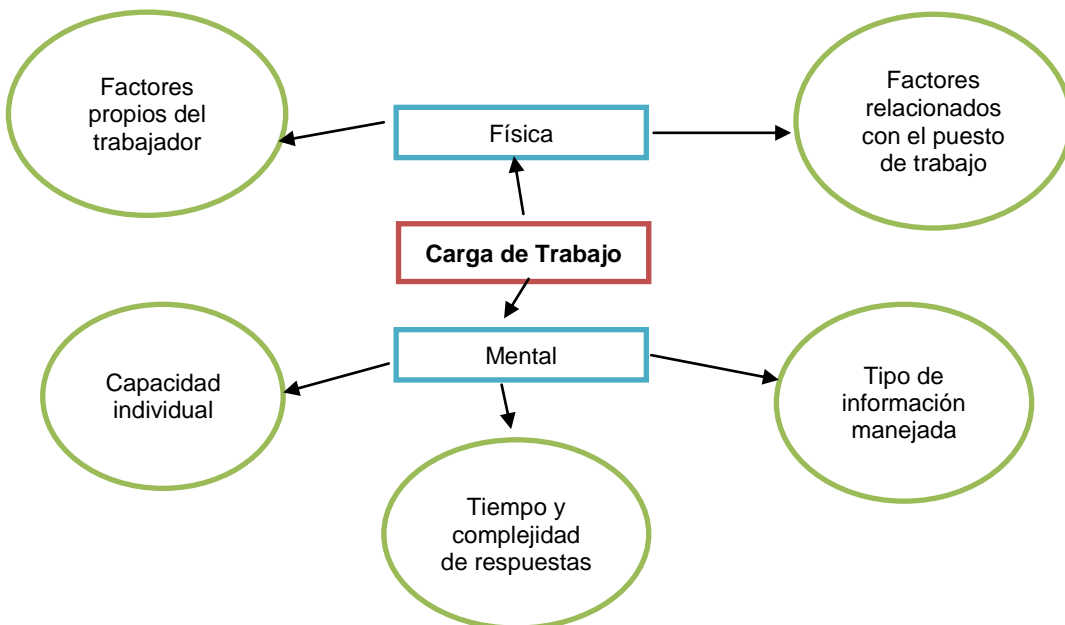 Factores
propios del
trabajador
Física
Factores
relacionados
con el puesto
de trabajo
Carga de Trabajo
Mental
Capacidad
individual
Tiempo y
complejidad
de respuestas
Tipo de
información
manejada